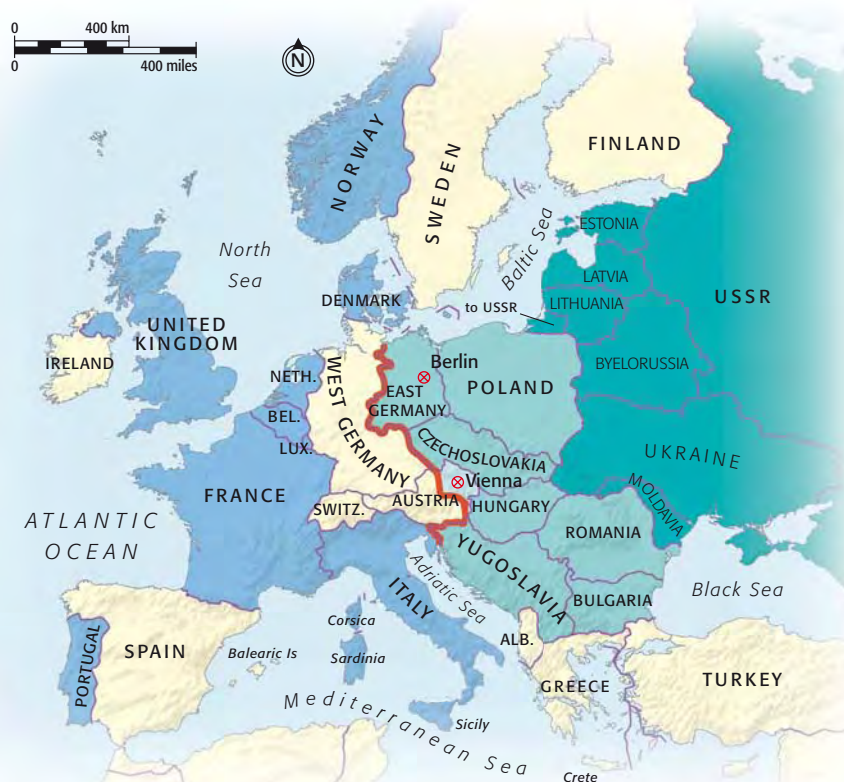 0 400 km
0 400 miles
N
NORWAY
SWEDEN
FINLAND
North
Sea
Baltic Sea
ESTONIA
LATVIA
LITHUANIA
to USSR
USSR
DENMARK
UNITED
KINGDOM
IRELAND
BYELORUSSIA
NETH.
WEST GERMANY
Berlin
EAST
GERMANY
POLAND
BEL.
LUX.
CZECHOSLOVAKIA
UKRAINE
Vienna
FRANCE
SWITZ.
AUSTRIA
HUNGARY
MOLDAVIA
ATLANTIC
OCEAN
ROMANIA
YUGOSLAVIA
ITALY
Adriatic Sea
BULGARIA
Black Sea
Corsica
Sardinia
PORTUGAL
SPAIN
Balearic Is
ALB.
GREECE
TURKEY
Mediterranean Sea
Sicily
Crete